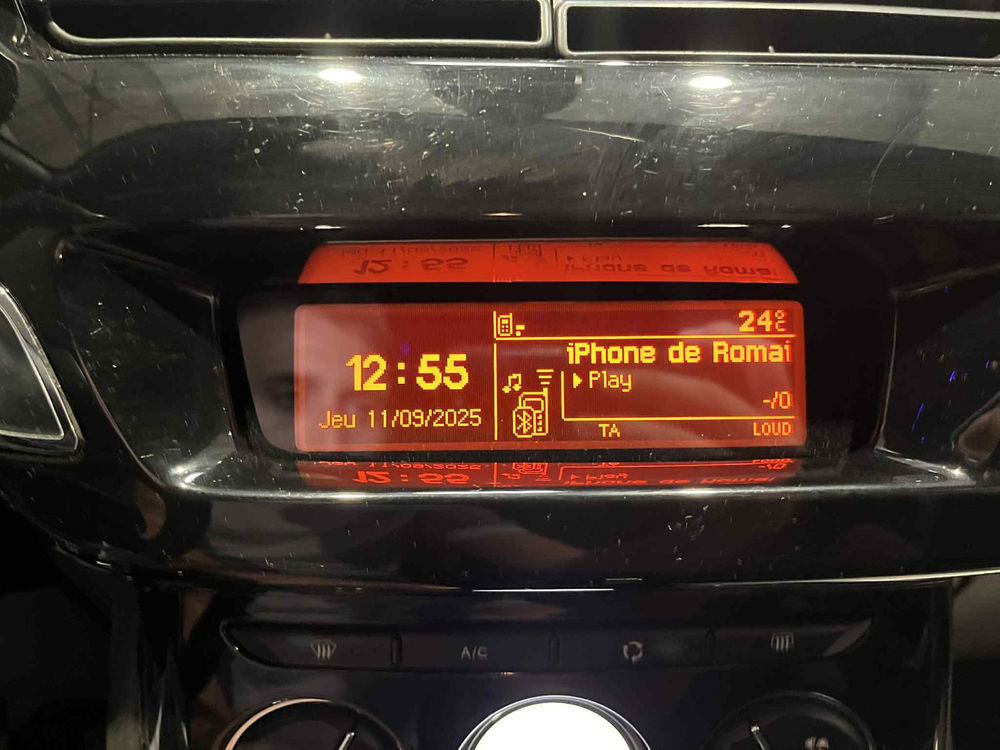 12:55
Jeu 11/09/2025
24°C
iPhone de Romai
Play
-/0
TA
LOUD
A/C